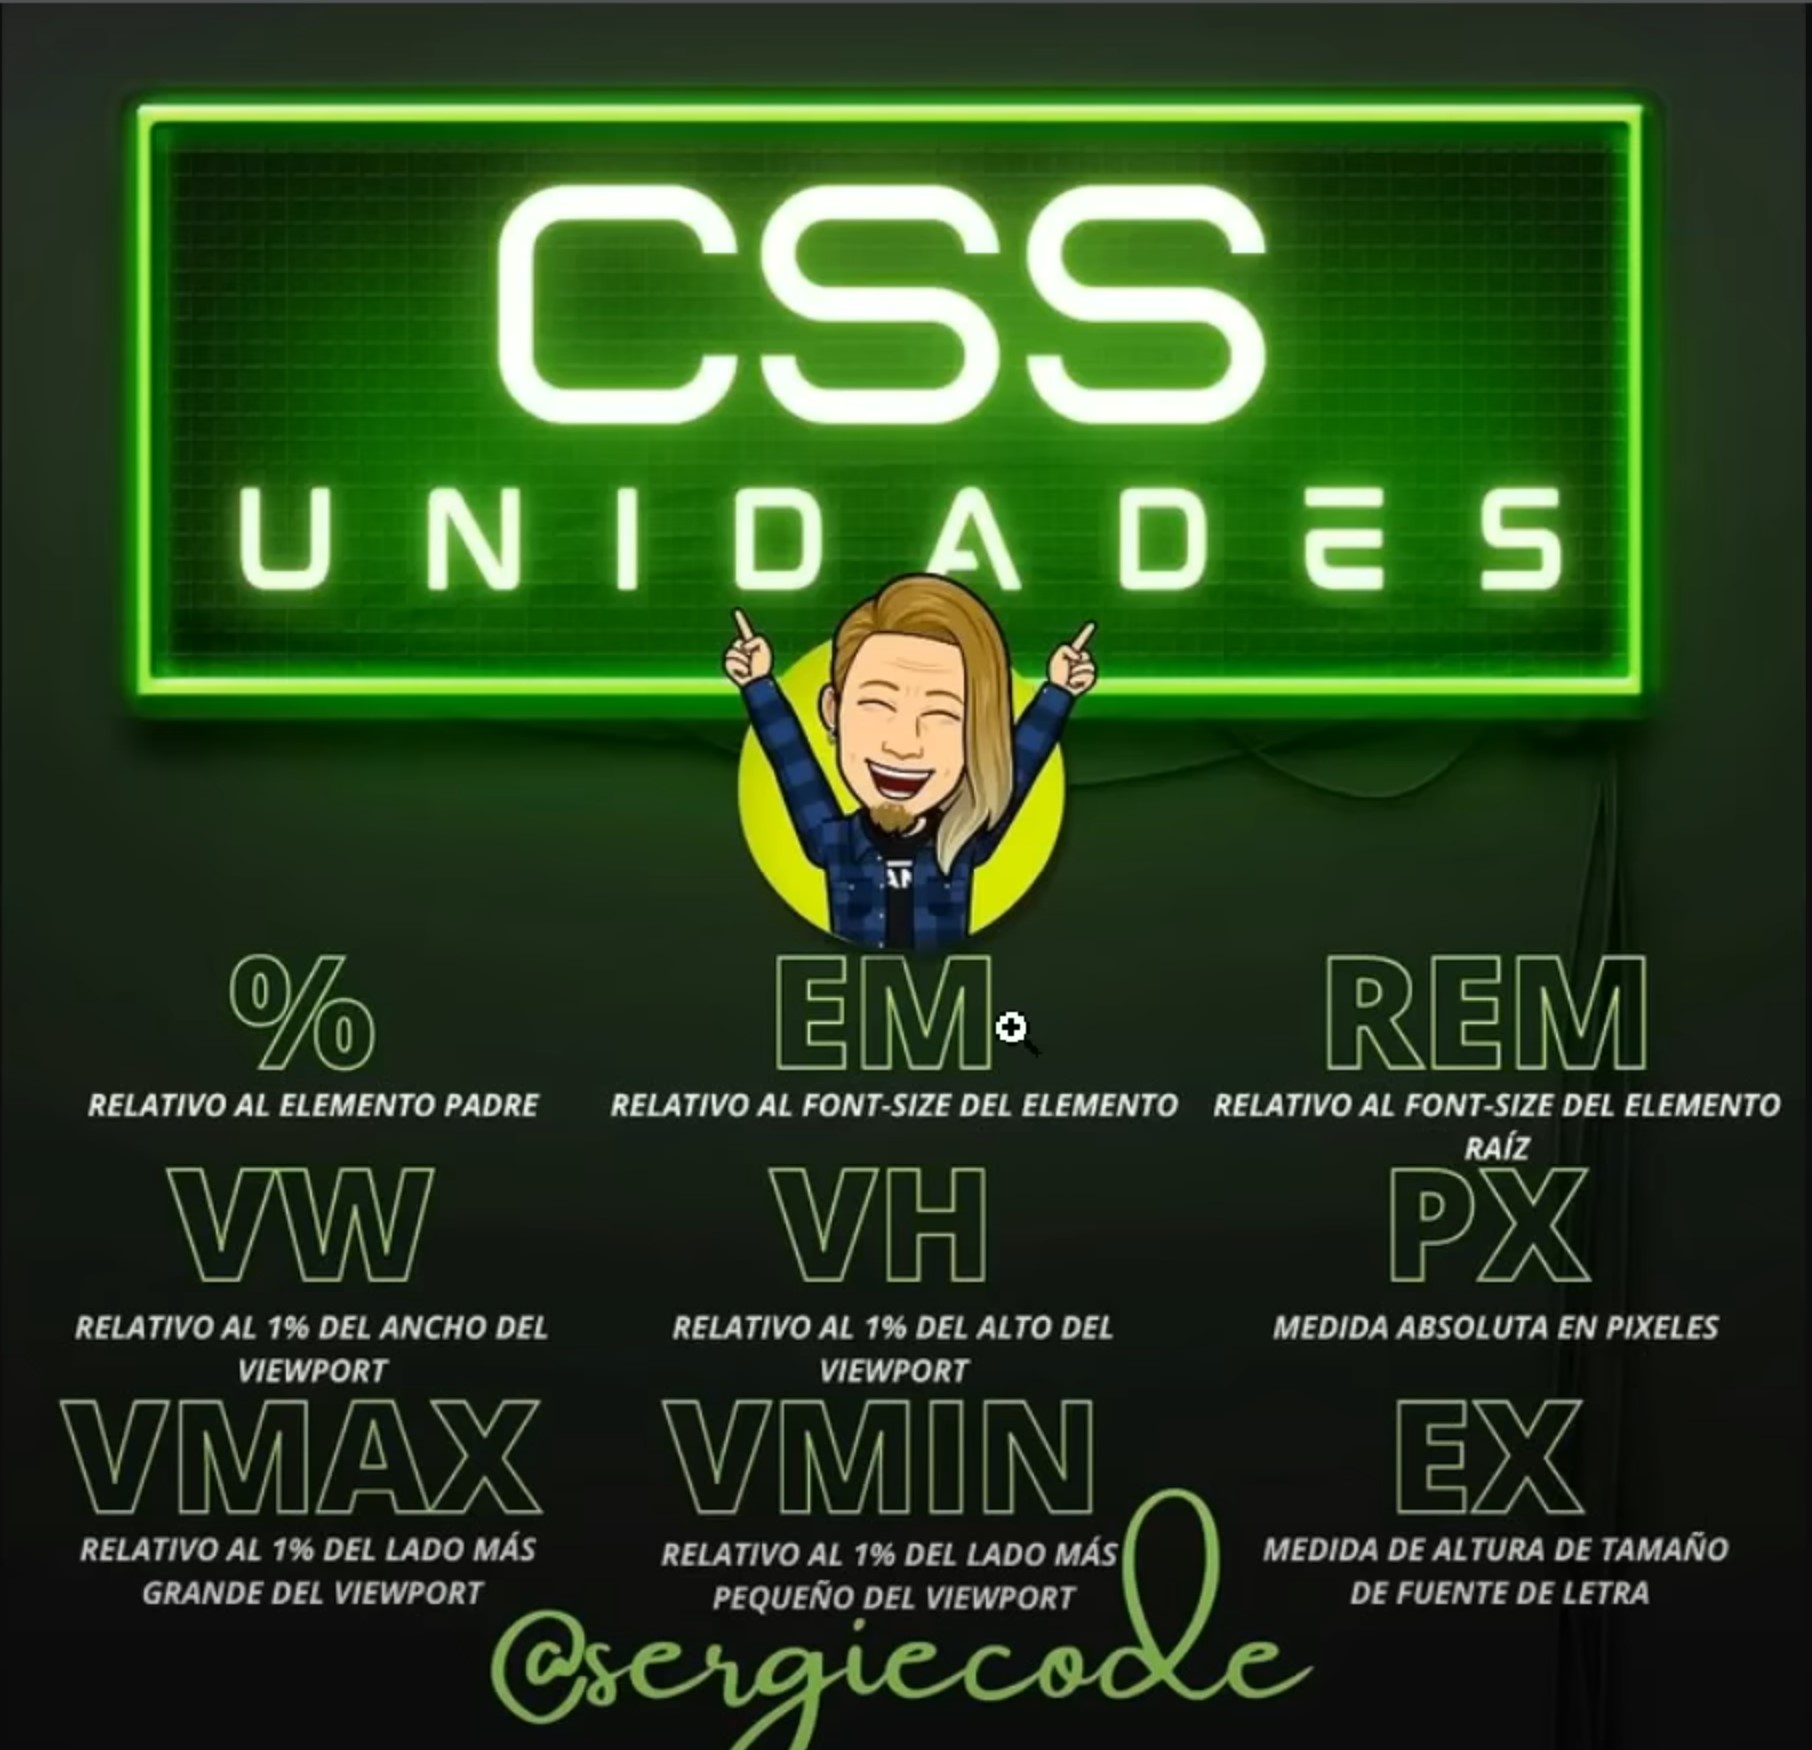 CSS
UNIDADES
%
RELATIVO AL ELEMENTO PADRE
EM
RELATIVO AL FONT-SIZE DEL ELEMENTO
REM
RELATIVO AL FONT-SIZE DEL ELEMENTO
RAÍZ
VW
RELATIVO AL 1% DEL ANCHO DEL
VIEWPORT
VH
RELATIVO AL 1% DEL ALTO DEL
VIEWPORT
PX
MEDIDA ABSOLUTA EN PIXELES
VMAX
RELATIVO AL 1% DEL LADO MÁS
GRANDE DEL VIEWPORT
VMIN
RELATIVO AL 1% DEL LADO MÁS
PEQUEÑO DEL VIEWPORT
EX
MEDIDA DE ALTURA DE TAMAÑO
DE FUENTE DE LETRA
@sergiecode